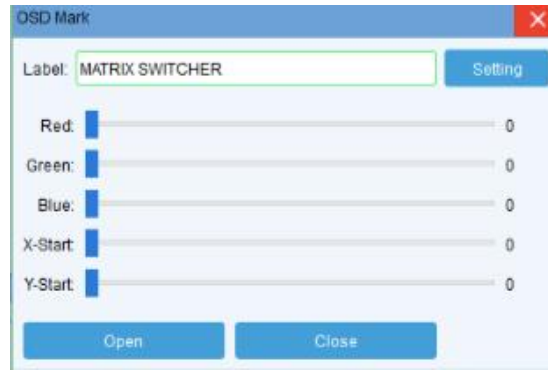 OSD Mark
Label: MATRIX SWITCHER Setting
Red: 0
Green: 0
Blue: 0
X-Start: 0
Y-Start: 0
Open Close